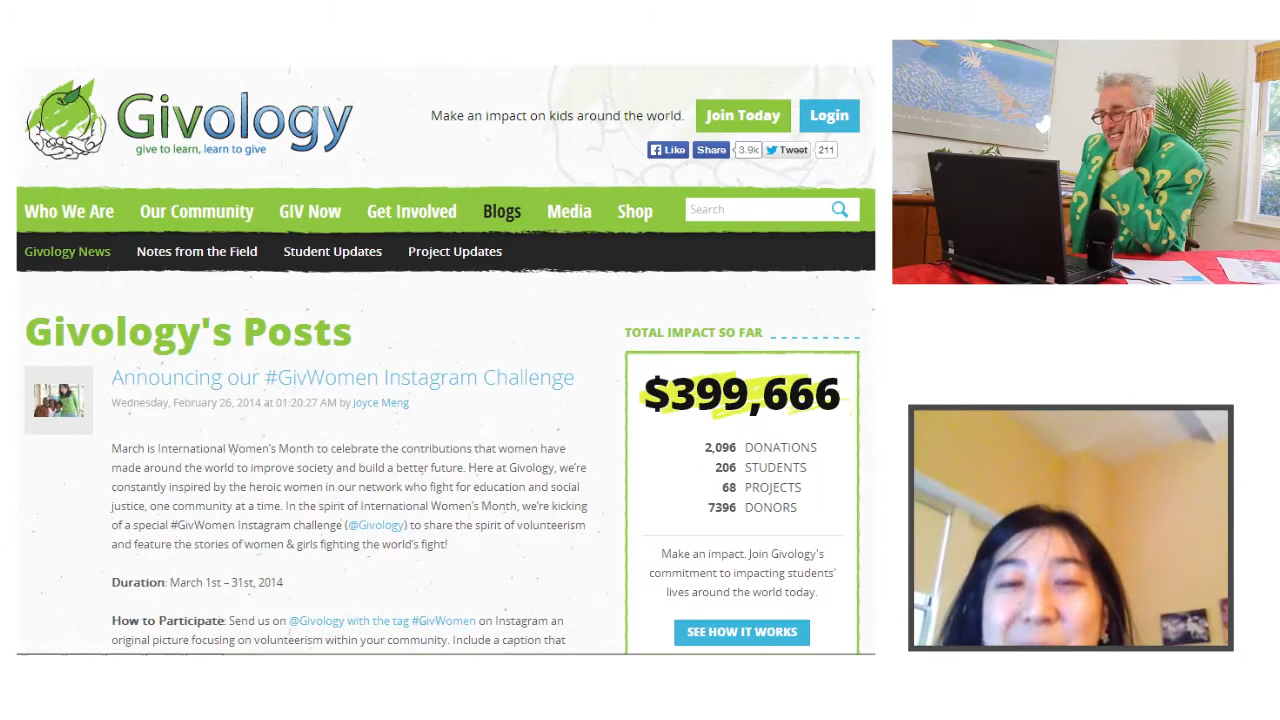 Givology
give to learn, learn to give
Make an impact on kids around the world.
Join Today
Login
Like
Share
3.9k
Tweet
211
Who We Are
Our Community
GIV Now
Get Involved
Blogs
Media
Shop
Search
Givology News
Notes from the Field
Student Updates
Project Updates
Givology's Posts
Announcing our #GivWomen Instagram Challenge
Wednesday, February 26, 2014 at 01:20:27 AM by Joyce Meng
March is International Women's Month to celebrate the contributions that women have
made around the world to improve society and build a better future. Here at Givology, we're
constantly inspired by the heroic women in our network who fight for education and social
justice, one community at a time. In the spirit of International Women's Month, we're kicking
of a special #GivWomen Instagram challenge (@Givology) to share the spirit of volunteerism
and feature the stories of women & girls fighting the world's fight!
Duration: March 1st – 31st, 2014
How to Participate: Send us on @Givology with the tag #GivWomen on Instagram an
original picture focusing on volunteerism within your community. Include a caption that
TOTAL IMPACT SO FAR
$399,666
2,096 DONATIONS
206 STUDENTS
68 PROJECTS
7396 DONORS
Make an impact. Join Givology's
commitment to impacting students'
lives around the world today.
SEE HOW IT WORKS